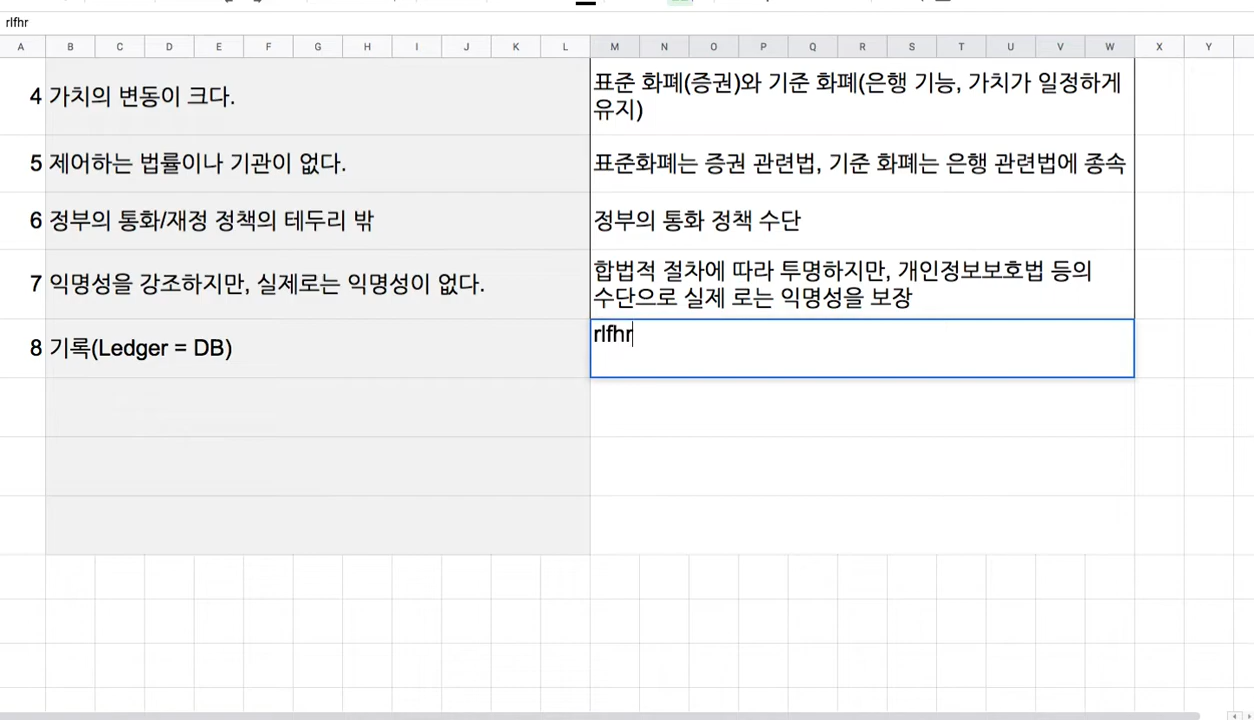 rlfhr
A B C D E F G H I J K L M N O P Q R S T U V W X Y
4 가치의 변동이 크다.
표준 화폐(증권)와 기준 화폐(은행 기능, 가치가 일정하게
유지)
5 제어하는 법률이나 기관이 없다.
표준화폐는 증권 관련법, 기준 화폐는 은행 관련법에 종속
6 정부의 통화/재정 정책의 테두리 밖
정부의 통화 정책 수단
7 익명성을 강조하지만, 실제로는 익명성이 없다.
합법적 절차에 따라 투명하지만, 개인정보보호법 등의
수단으로 실제 로는 익명성을 보장
8 기록(Ledger = DB)
rlfhr